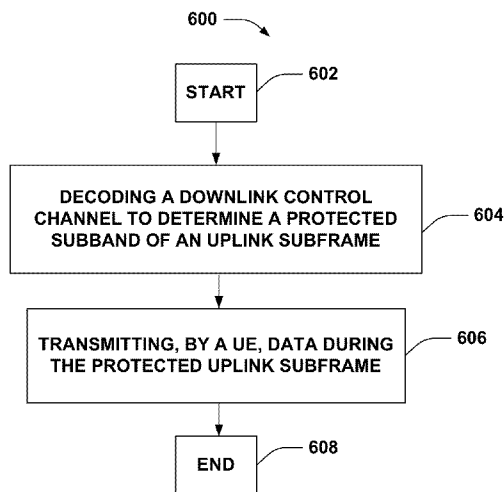 600
START
602
DECODING A DOWNLINK CONTROL
CHANNEL TO DETERMINE A PROTECTED
SUBBAND OF AN UPLINK SUBFRAME
604
TRANSMITTING, BY A UE, DATA DURING
THE PROTECTED UPLINK SUBFRAME
606
END
608